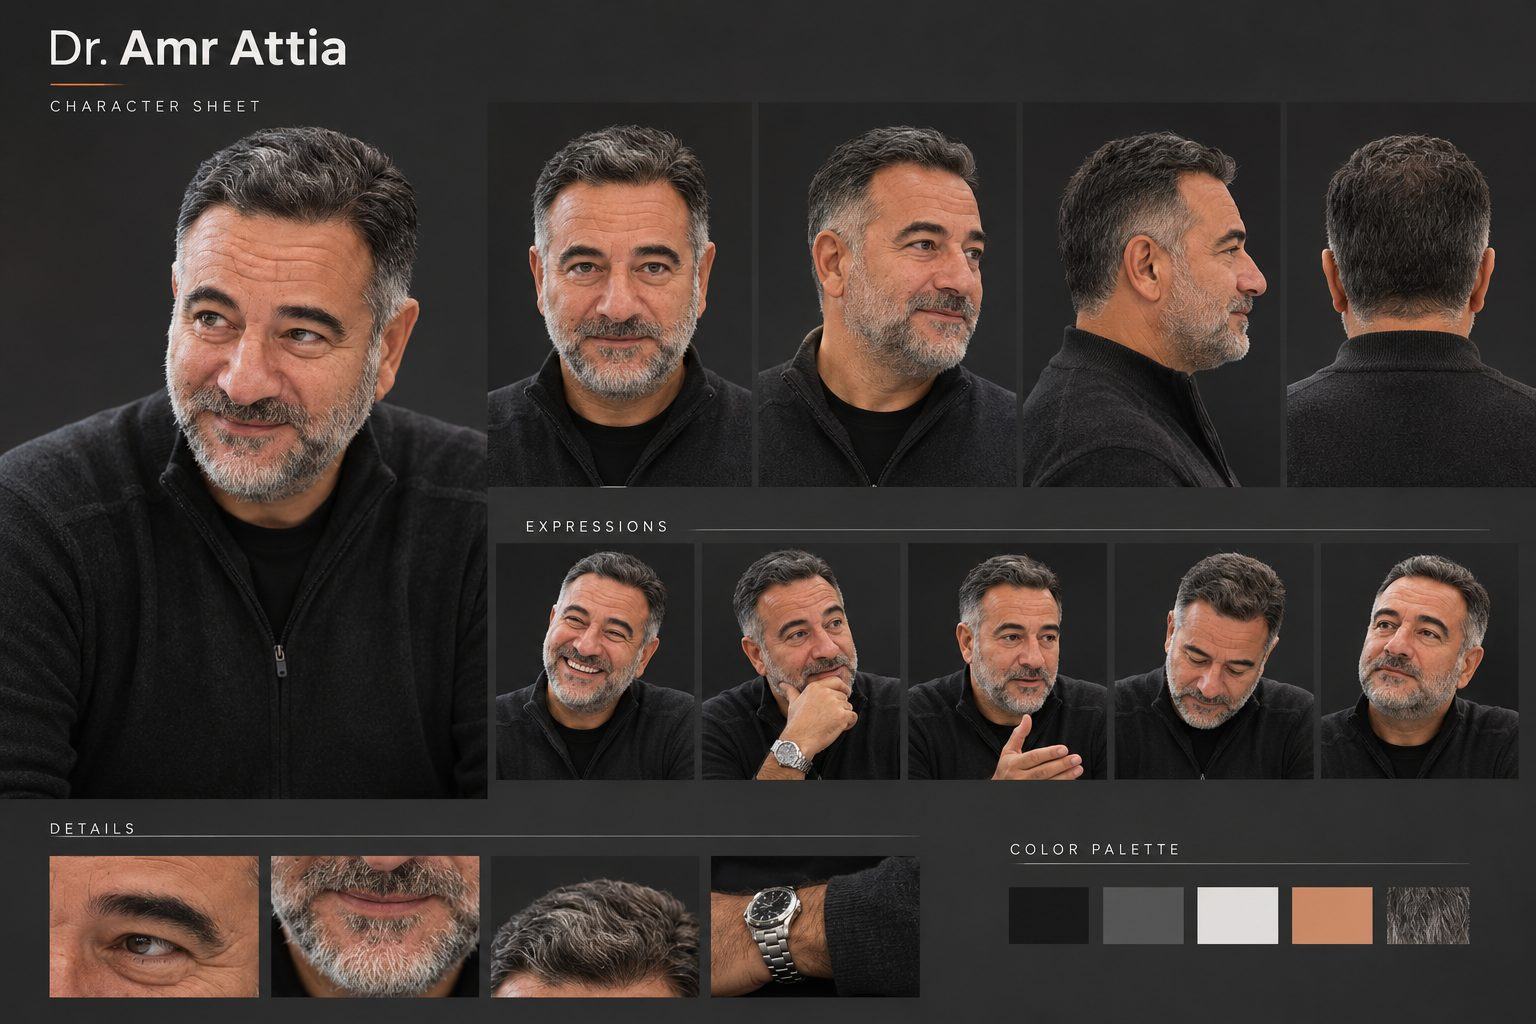 Dr. Amr Attia
CHARACTER SHEET
EXPRESSIONS
DETAILS
COLOR PALETTE